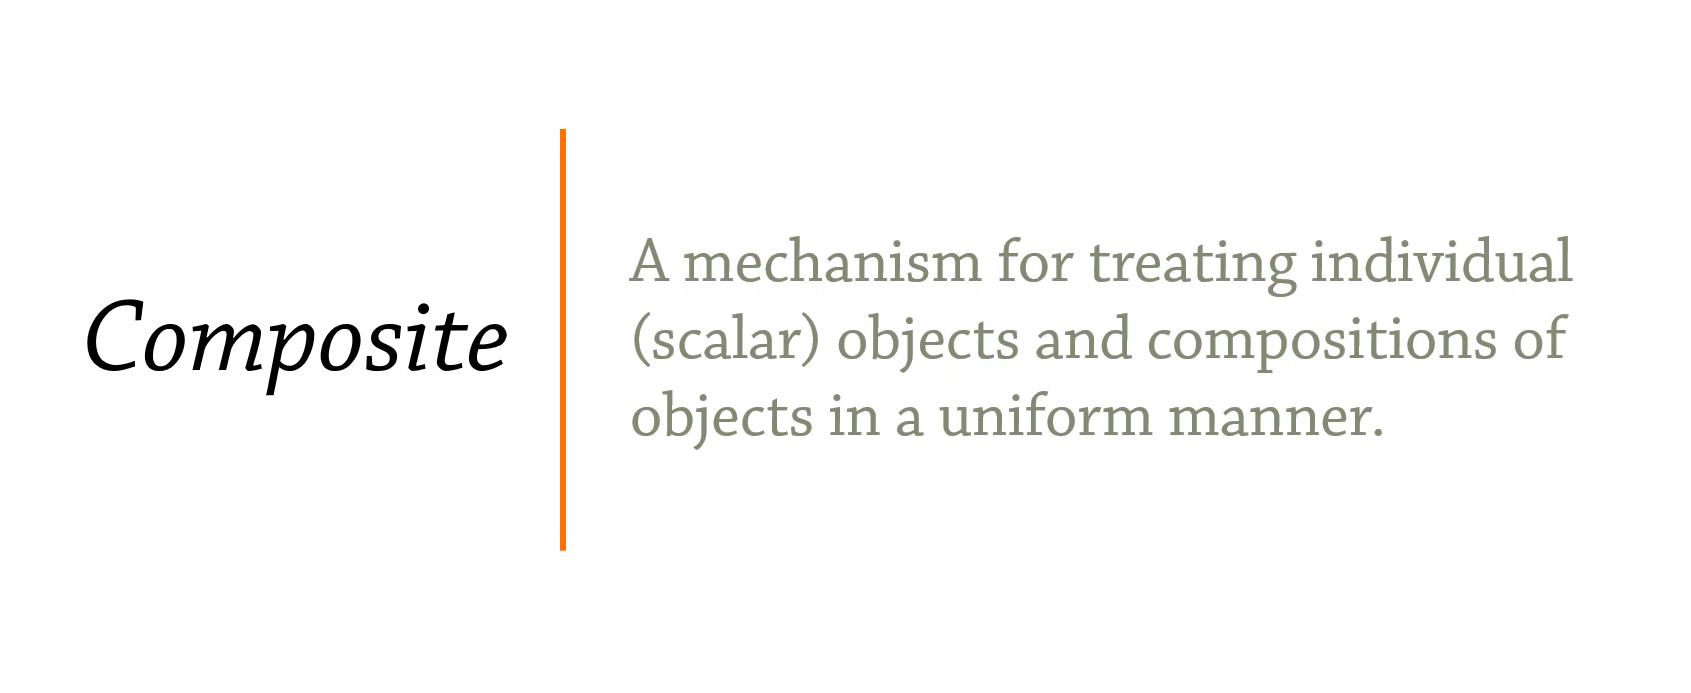 Composite
A mechanism for treating individual
(scalar) objects and compositions of
objects in a uniform manner.